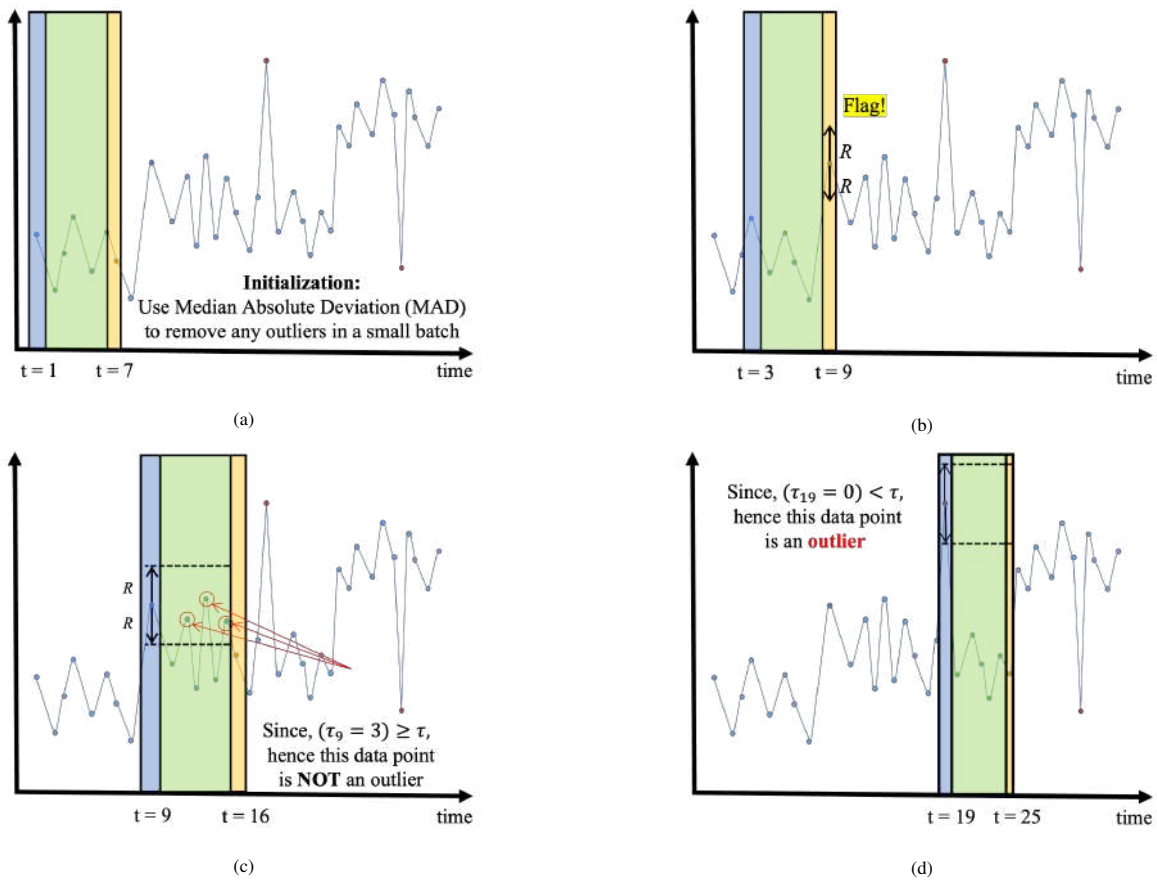 Initialization:
Use Median Absolute Deviation (MAD)
to remove any outliers in a small batch
t = 1
t = 7
time
(a)
Flag!
R
R
t = 3
t = 9
time
(b)
R
R
Since, (τ₉ = 3) ≥ τ,
hence this data point
is NOT an outlier
t = 9
t = 16
time
(c)
Since, (τ₁₉ = 0) < τ,
hence this data point
is an outlier
t = 19
t = 25
time
(d)